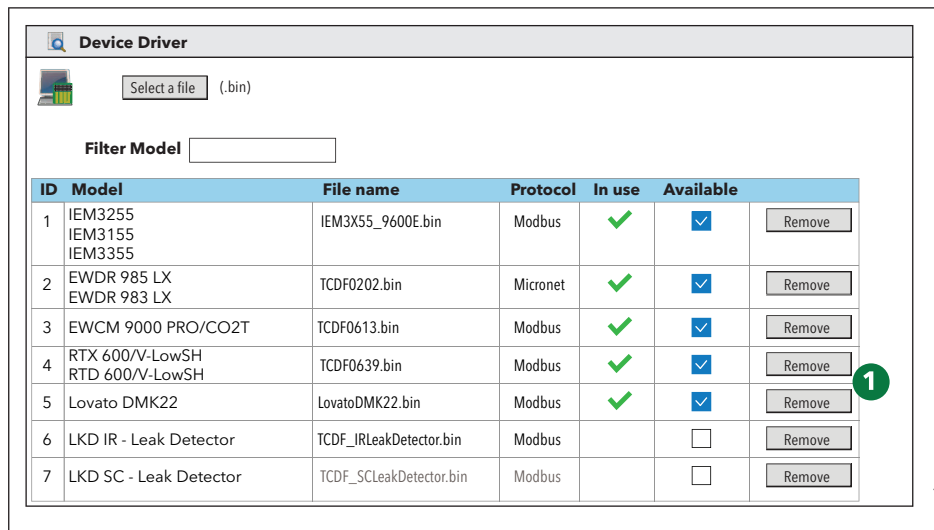 Device Driver
Select a file (.bin)
Filter Model
ID Model File name Protocol In use Available
1 IEM3255 IEM3155 IEM3355 IEM3X55_9600E.bin Modbus Remove
2 EWDR 985 LX EWDR 983 LX TCDF0202.bin Micronet Remove
3 EWCM 9000 PRO/CO2T TCDF0613.bin Modbus Remove
4 RTX 600/V-LowSH RTD 600/V-LowSH TCDF0639.bin Modbus Remove
1
5 Lovato DMK22 LovatoDMK22.bin Modbus Remove
6 LKD IR - Leak Detector TCDF_IRLeakDetector.bin Modbus Remove
7 LKD SC - Leak Detector TCDF_SCLeakDetector.bin Modbus Remove